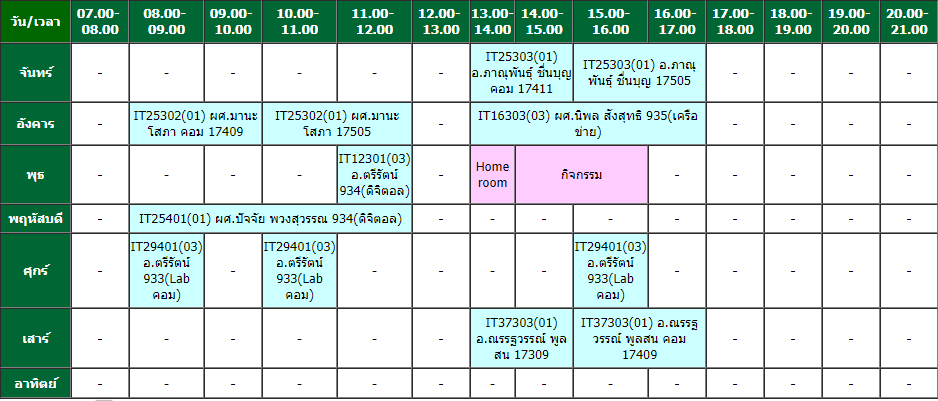 วัน/เวลา 07.00-08.00 08.00-09.00 09.00-10.00 10.00-11.00 11.00-12.00 12.00-13.00 13.00-14.00 14.00-15.00 15.00-16.00 16.00-17.00 17.00-18.00 18.00-19.00 19.00-20.00 20.00-21.00
จันทร์ - - - - - - IT25303(01) อ.ภาณุพันธุ์ ชื่นบุญ คอม 17411 IT25303(01) อ.ภาณุพันธุ์ ชื่นบุญ 17505 - - - -
อังคาร - IT25302(01) ผศ.มานะ โสภา คอม 17409 IT25302(01) ผศ.มานะ โสภา 17505 - IT16303(03) ผศ.นิพล สังสุทธิ 935(เครือข่าย) - - - -
พุธ - - - - IT12301(03) อ.ตรีรัตน์ 934(ดิจิตอล) - Home room กิจกรรม - - - - -
พฤหัสบดี - IT25401(01) ผศ.ปัจจัย พวงสุวรรณ 934(ดิจิตอล) - - - - - - - - -
ศุกร์ - IT29401(03) อ.ตรีรัตน์ 933(Lab คอม) - IT29401(03) อ.ตรีรัตน์ 933(Lab คอม) - - - - IT29401(03) อ.ตรีรัตน์ 933(Lab คอม) - - - - -
เสาร์ - - - - - - IT37303(01) อ.ณรรฐวรรณ์ พูลสน 17309 IT37303(01) อ.ณรรฐวรรณ์ พูลสน คอม 17409 - - - -
อาทิตย์ - - - - - - - - - - - - - -